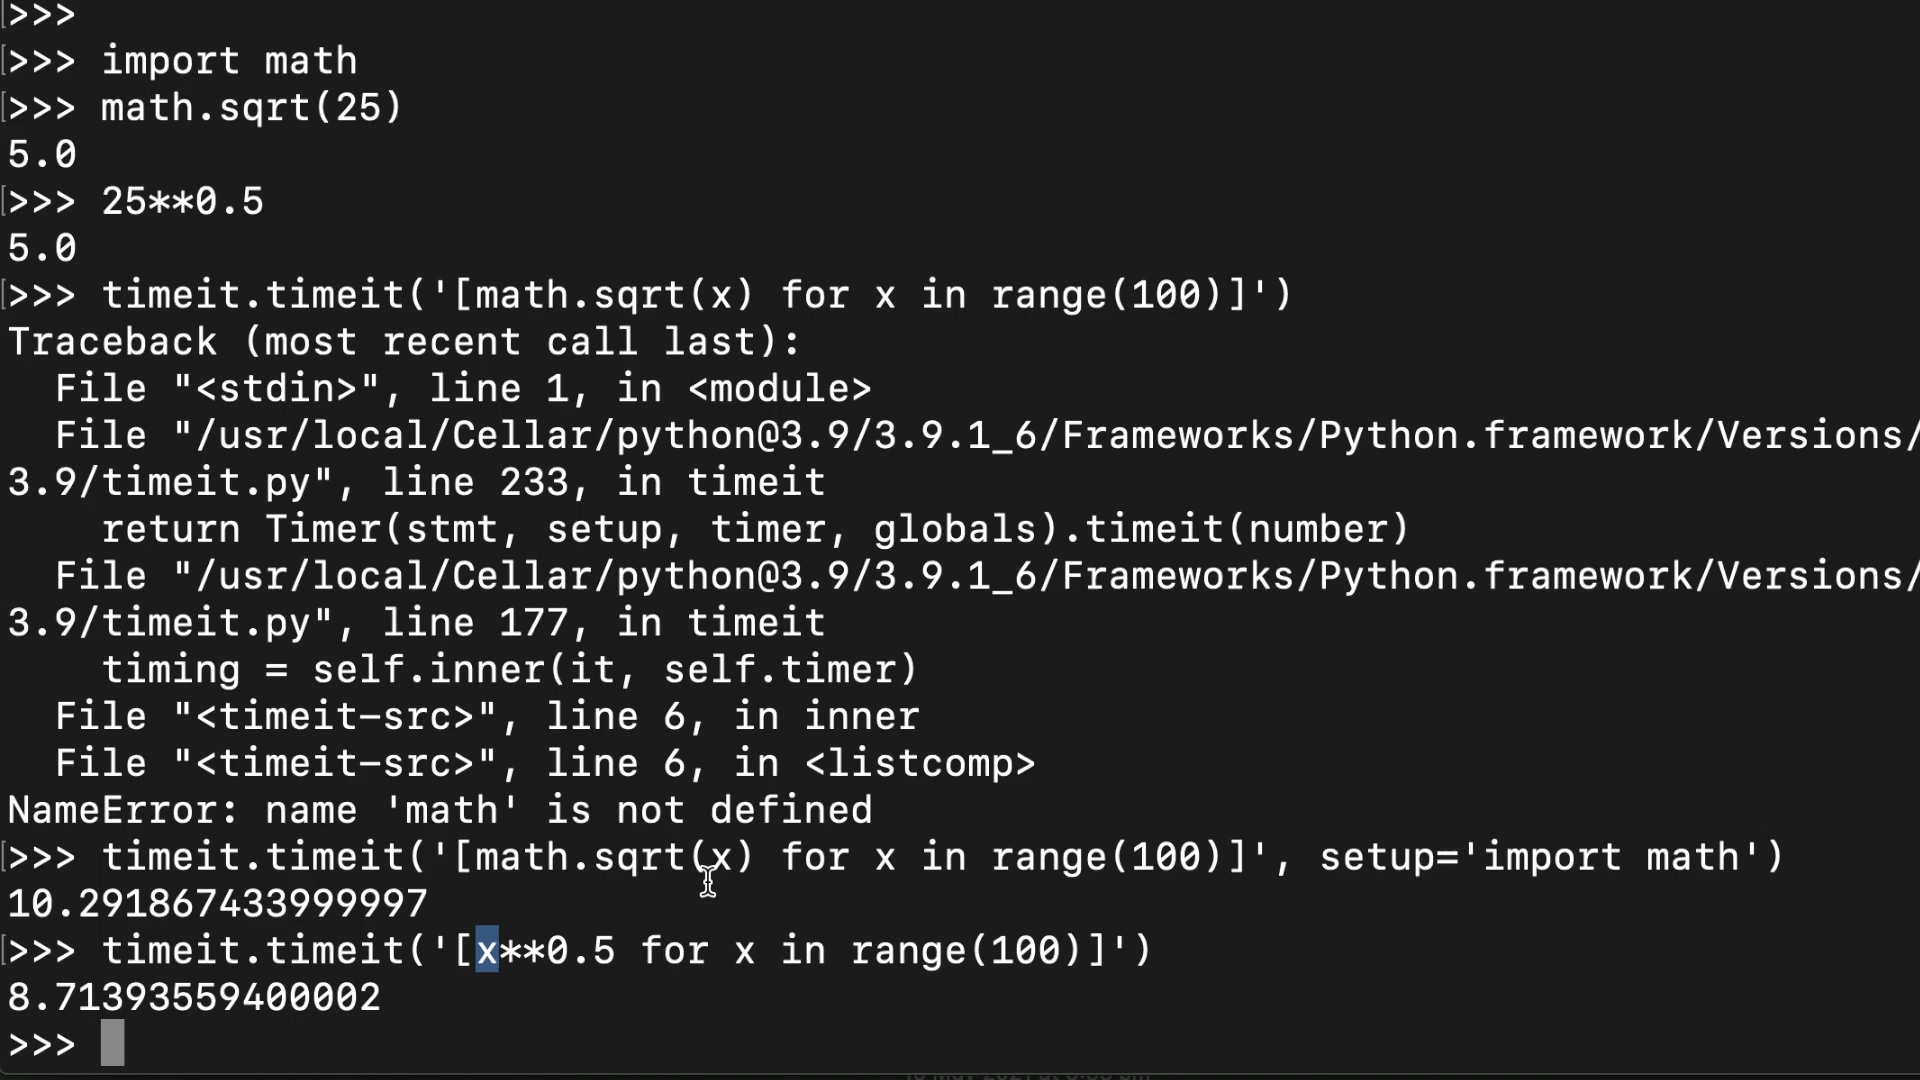 >>>
>>> import math
>>> math.sqrt(25)
5.0
>>> 25**0.5
5.0
>>> timeit.timeit('[math.sqrt(x) for x in range(100)]')
Traceback (most recent call last):
  File "<stdin>", line 1, in <module>
  File "/usr/local/Cellar/python@3.9/3.9.1_6/Frameworks/Python.framework/Versions/
3.9/timeit.py", line 233, in timeit
    return Timer(stmt, setup, timer, globals).timeit(number)
  File "/usr/local/Cellar/python@3.9/3.9.1_6/Frameworks/Python.framework/Versions/
3.9/timeit.py", line 177, in timeit
    timing = self.inner(it, self.timer)
  File "<timeit-src>", line 6, in inner
  File "<timeit-src>", line 6, in <listcomp>
NameError: name 'math' is not defined
>>> timeit.timeit('[math.sqrt(x) for x in range(100)]', setup='import math')
10.291867433999997
>>> timeit.timeit('[x**0.5 for x in range(100)]')
8.71393559400002
>>>